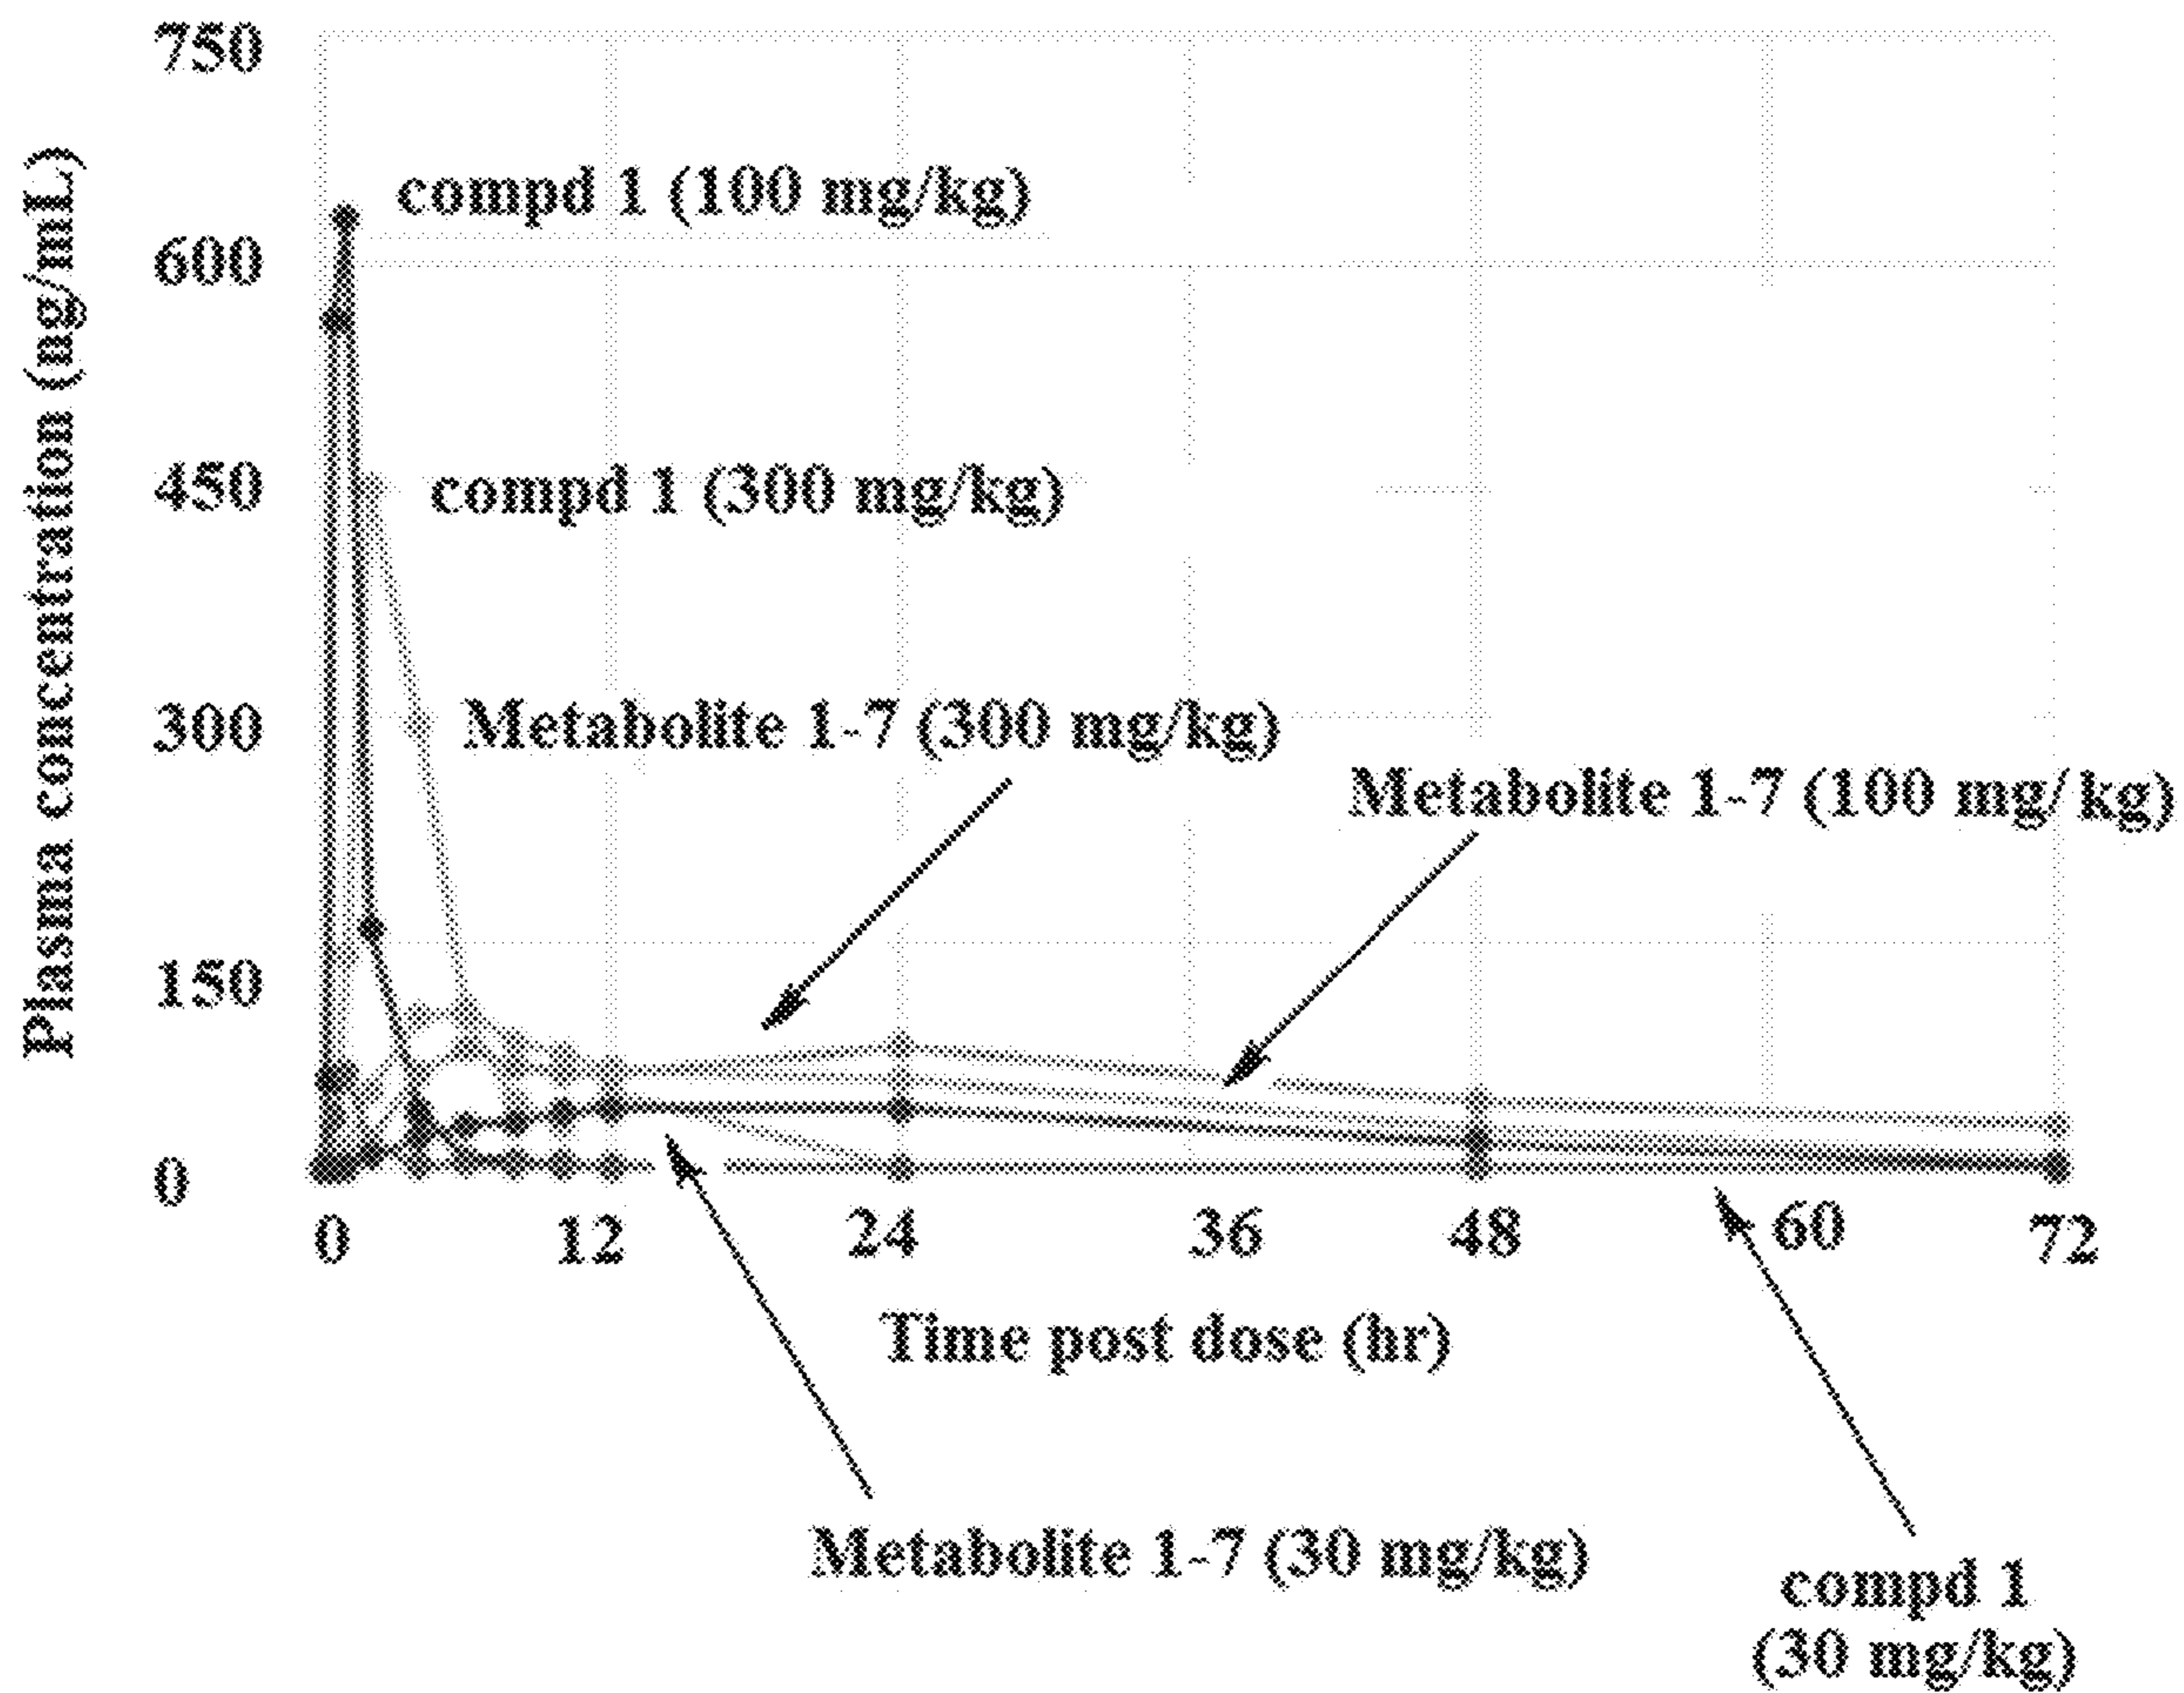 750
compd 1 (100 mg/kg)
600
450
compd 1 (300 mg/kg)
300
Metabolite 1-7 (300 mg/kg)
Metabolite 1-7 (100 mg/kg)
150
0
0 12 24 36 48 60 72
Time post dose (hr)
Plasma concentration (ng/mL)
Metabolite 1-7 (30 mg/kg)
compd 1
(30 mg/kg)